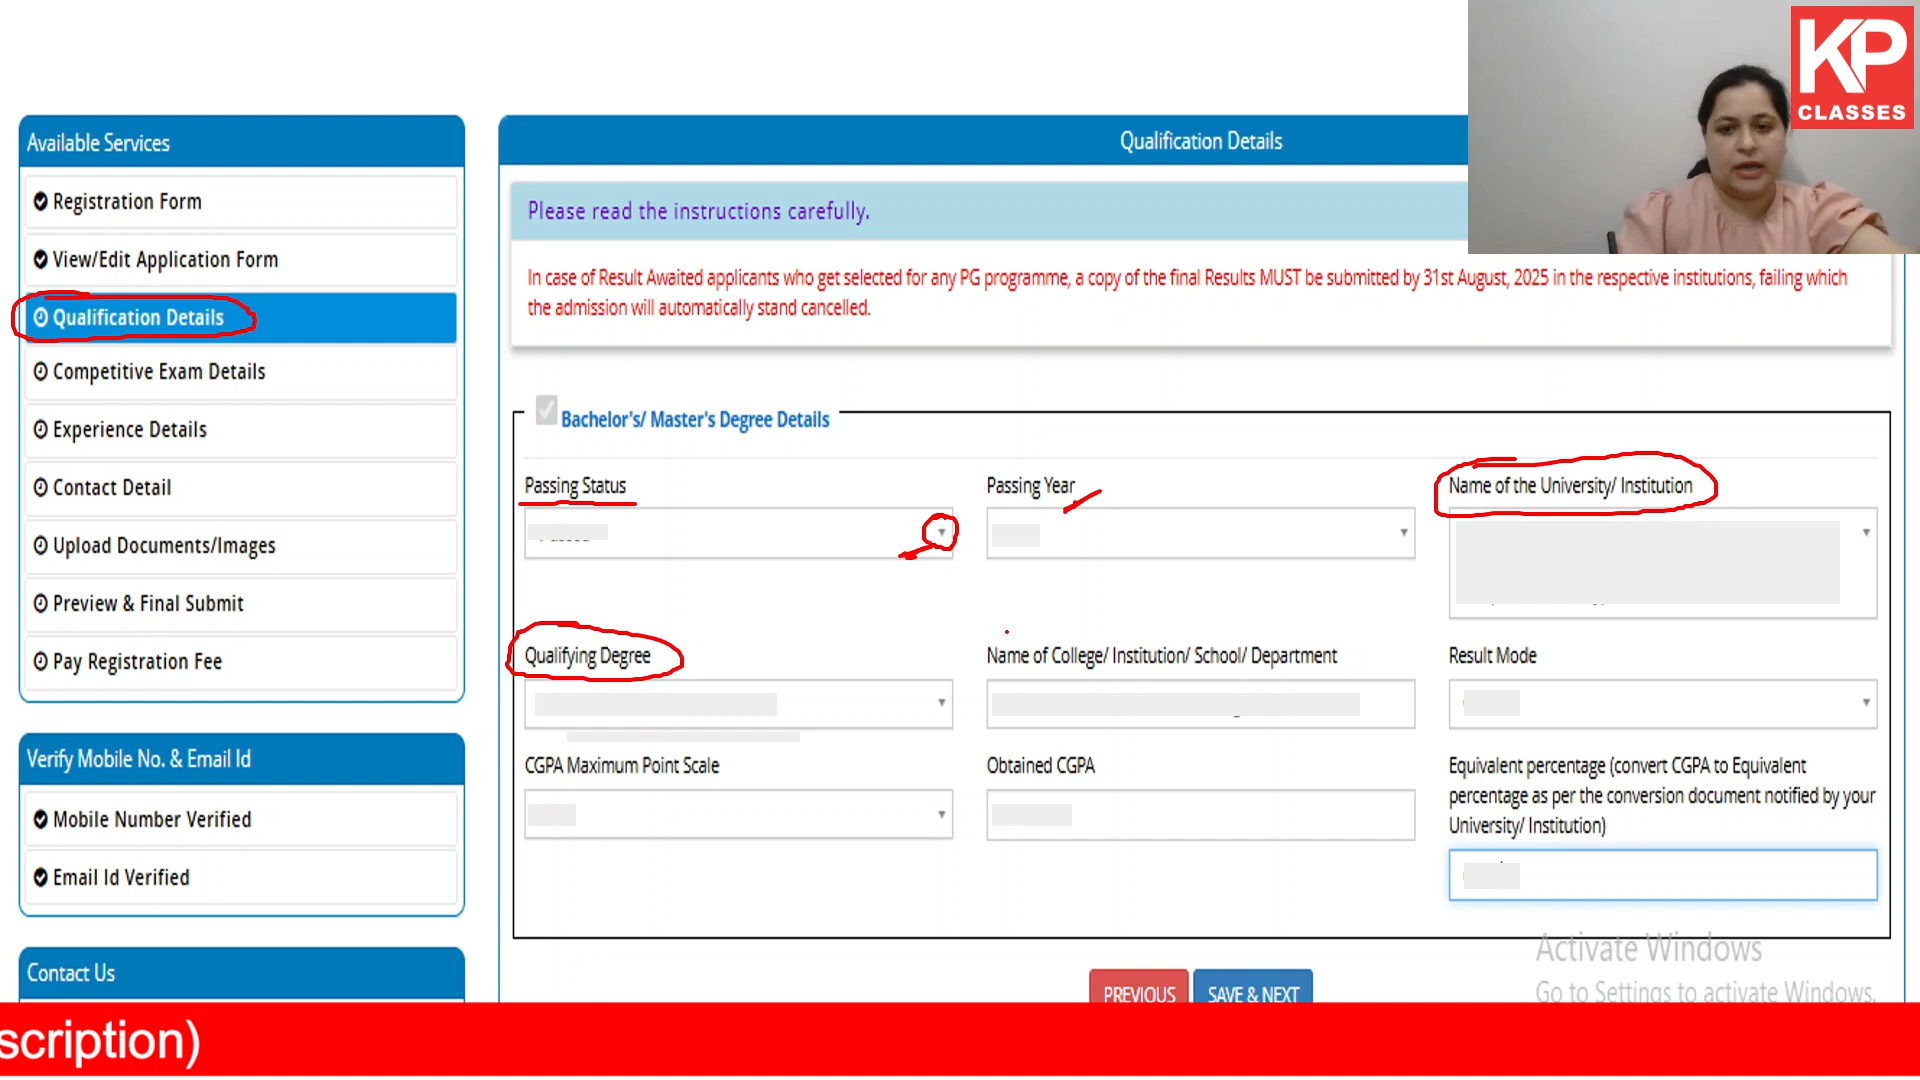 KP
CLASSES
Available Services
Registration Form
View/Edit Application Form
Qualification Details
Competitive Exam Details
Experience Details
Contact Detail
Upload Documents/Images
Preview & Final Submit
Pay Registration Fee
Verify Mobile No. & Email Id
Mobile Number Verified
Email Id Verified
Contact Us
Qualification Details
Please read the instructions carefully.
In case of Result Awaited applicants who get selected for any PG programme, a copy of the final Results MUST be submitted by 31st August, 2025 in the respective institutions, failing which
the admission will automatically stand cancelled.
Bachelor's/ Master's Degree Details
Passing Status
Passing Year
Name of the University/ Institution
Qualifying Degree
Name of College/ Institution/ School/ Department
Result Mode
CGPA Maximum Point Scale
Obtained CGPA
Equivalent percentage (convert CGPA to Equivalent
percentage as per the conversion document notified by your
University/ Institution)
PREVIOUS
SAVE & NEXT
Activate Windows
Go to Settings to activate Windows.
scription)